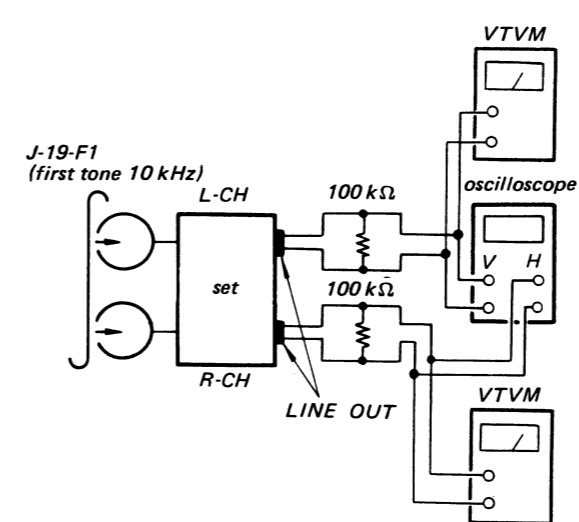 VTVM
J-19-F1
(first tone 10 kHz)
L-CH
100 kΩ
oscilloscope
V
H
set
100 kΩ
R-CH
LINE OUT
VTVM